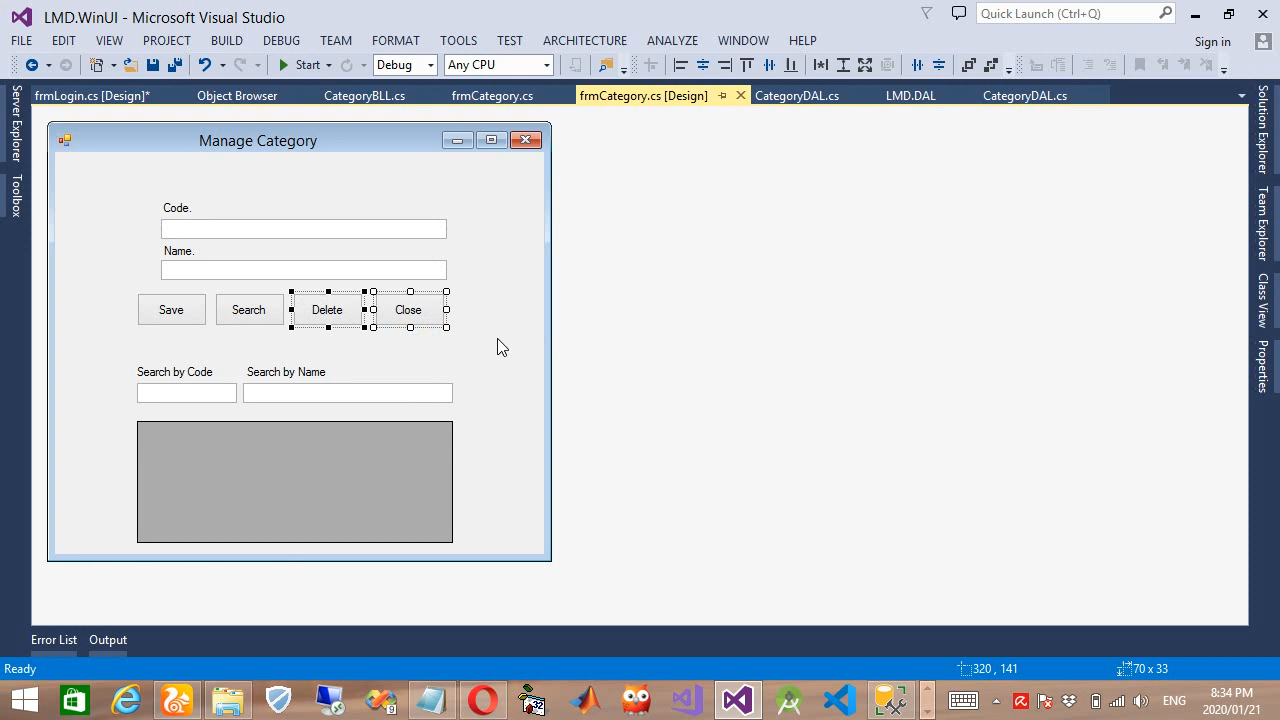 LMD.WinUI - Microsoft Visual Studio
Quick Launch (Ctrl+Q)
FILE EDIT VIEW PROJECT BUILD DEBUG TEAM FORMAT TOOLS TEST ARCHITECTURE ANALYZE WINDOW HELP
Sign in
Start Debug Any CPU
frmLogin.cs [Design]* Object Browser CategoryBLL.cs frmCategory.cs frmCategory.cs [Design] CategoryDAL.cs LMD.DAL CategoryDAL.cs
Server Explorer
Toolbox
Manage Category
Code.
Name.
Save Search Delete Close
Search by Code Search by Name
Solution Explorer
Team Explorer
Class View
Properties
Error List Output
Ready 320 , 141 70 x 33
32
ENG
8:34 PM
2020/01/21